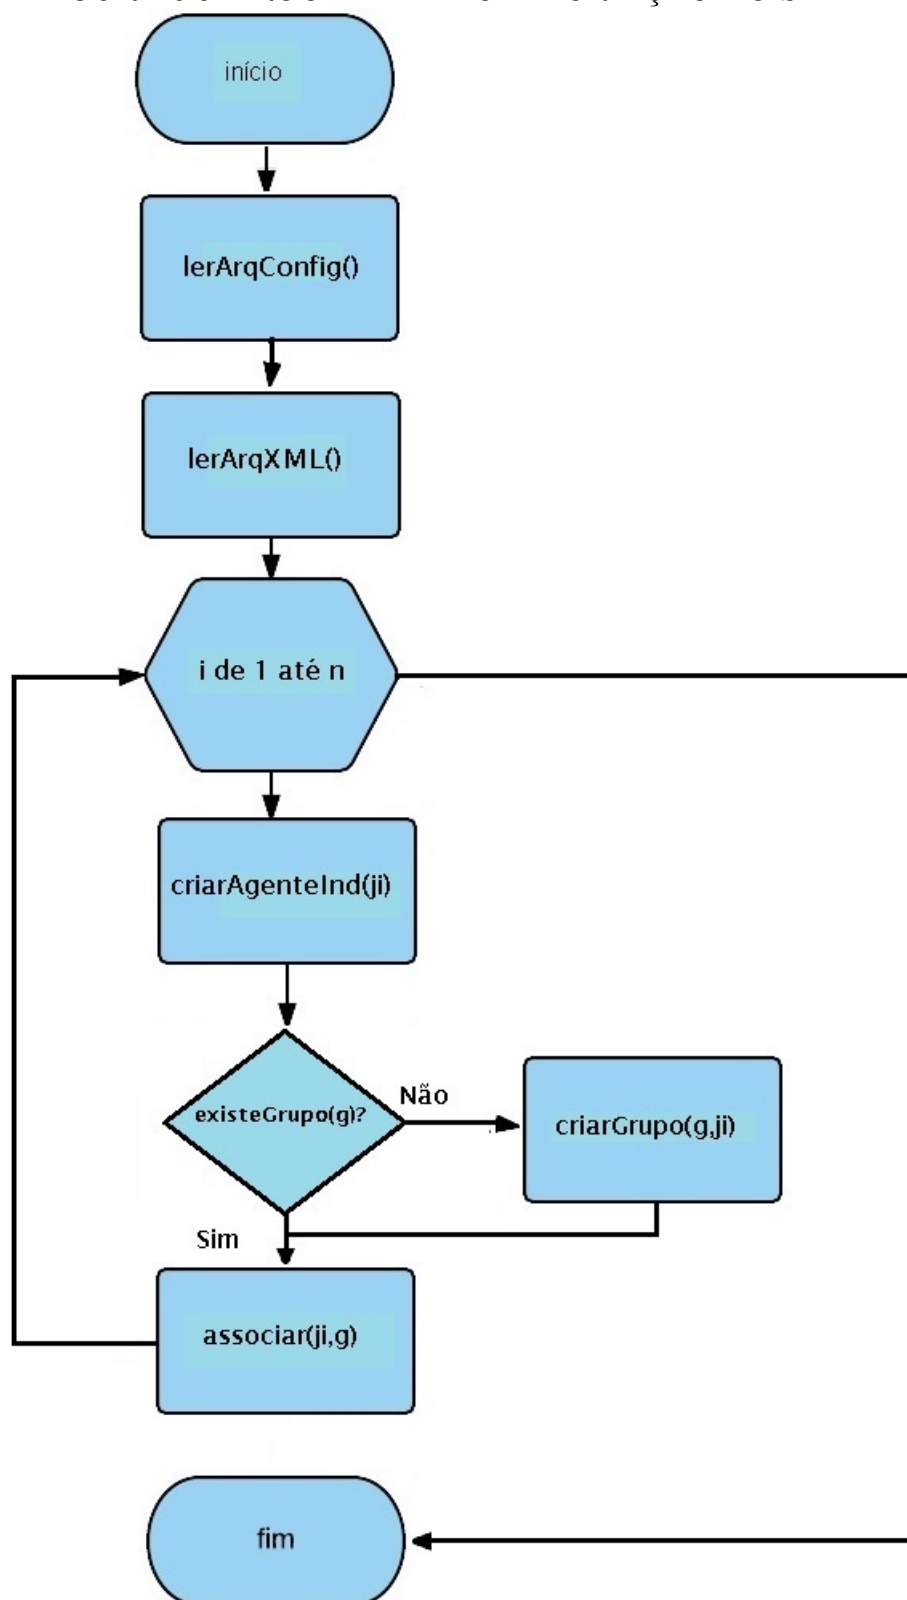 início
lerArqConfig()
lerArqXML()
i de 1 até n
criarAgenteInd(ji)
existeGrupo(g)?
Não
criarGrupo(g,ji)
Sim
associar(ji,g)
fim